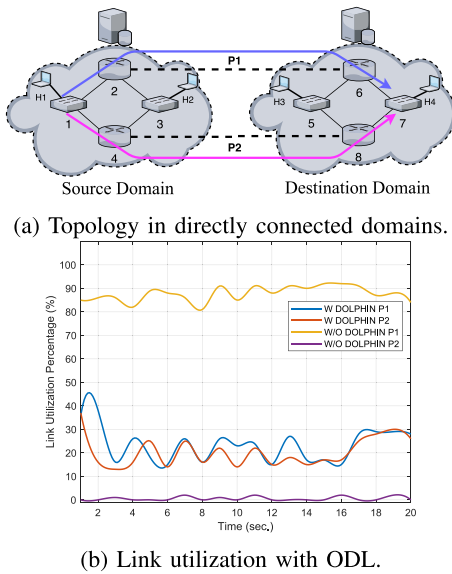 P1
H1
2
H2
1
3
4
P2
H3
6
H4
5
7
8
Source Domain
Destination Domain
(a) Topology in directly connected domains.
Link Utilization Percentage (%)
100
90
80
70
60
50
40
30
20
10
0
W DOLPHIN P1
W DOLPHIN P2
W/O DOLPHIN P1
W/O DOLPHIN P2
2 4 6 8 10 12 14 16 18 20
Time (sec.)
(b) Link utilization with ODL.